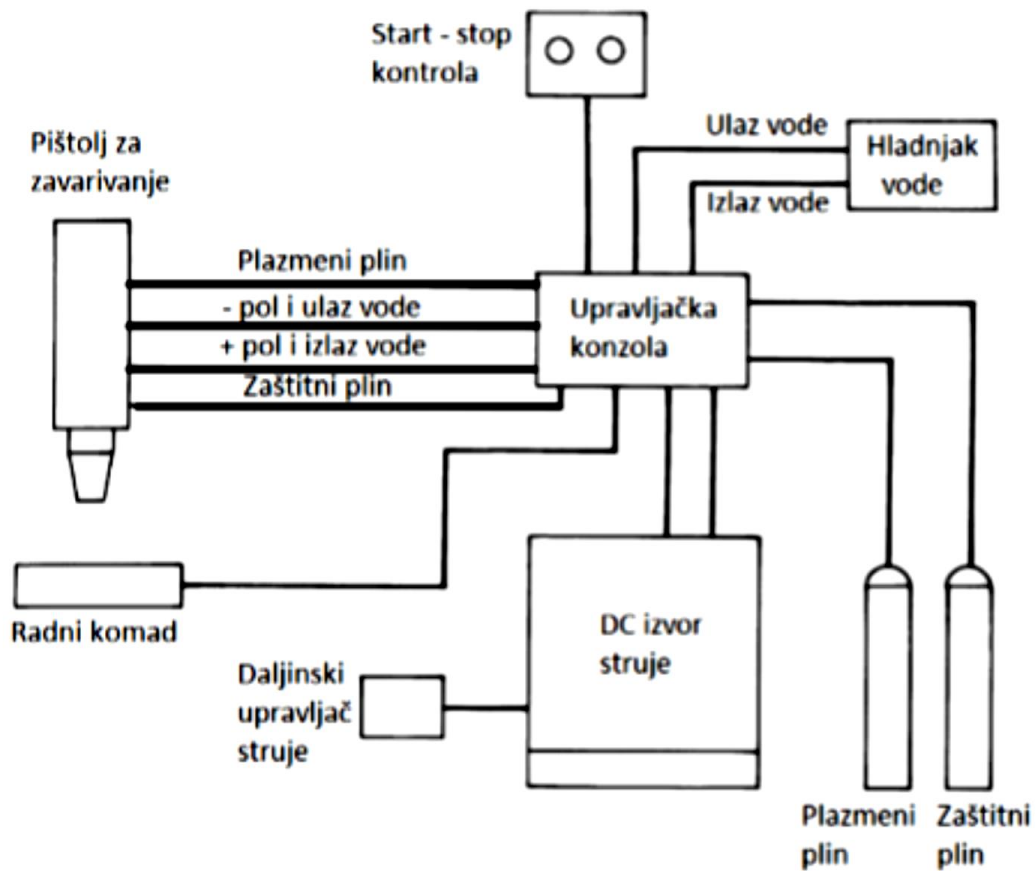 Start - stop
kontrola
Pištolj za
zavarivanje
Ulaz vode
Hladnjak
vode
Izlaz vode
Plazmeni plin
- pol i ulaz vode
+ pol i izlaz vode
Zaštitni plin
Upravljačka
konzola
Radni komad
DC izvor
struje
Daljinski
upravljač
struje
Plazmeni
plin
Zaštitni
plin